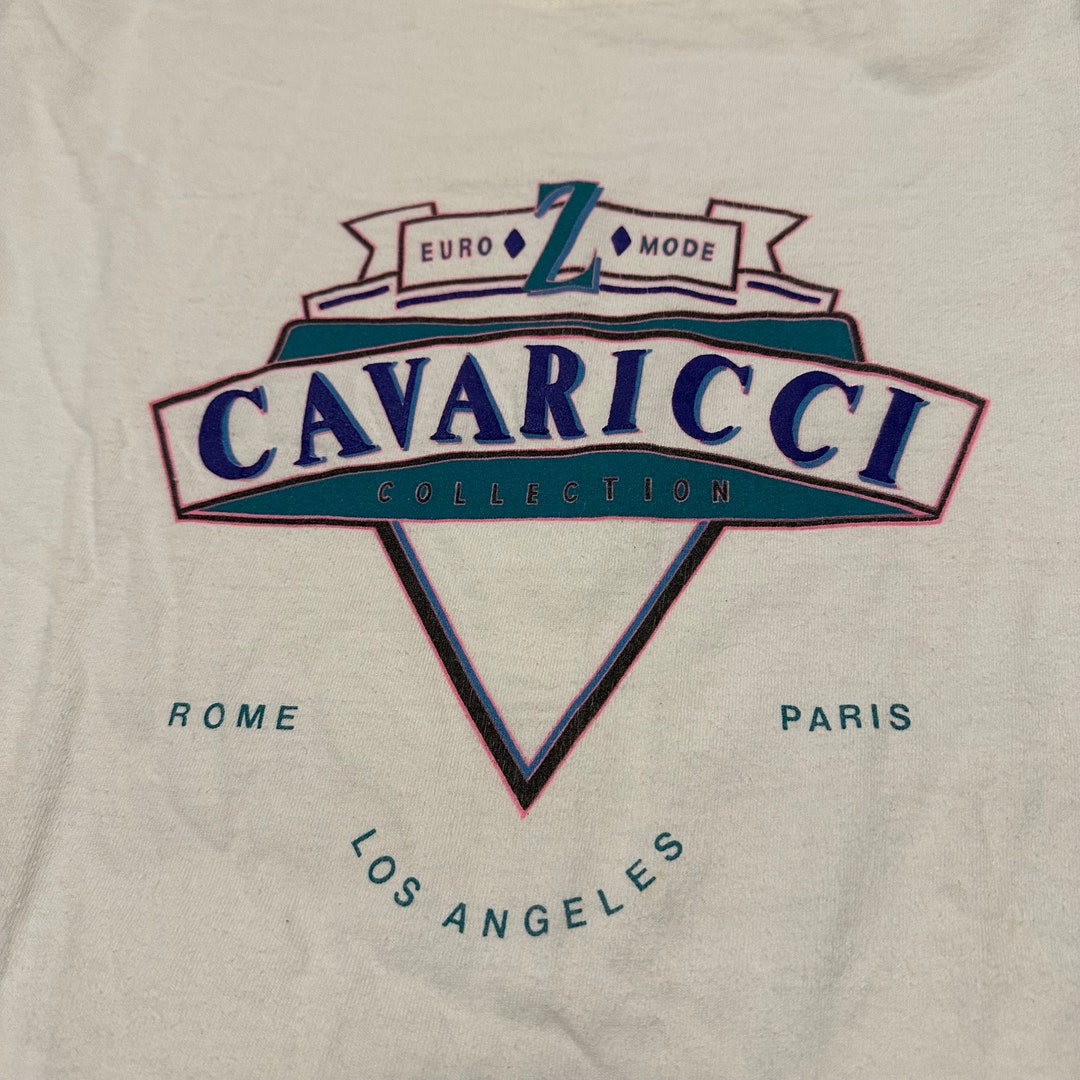 EURO Z MODE
CAVARICCI
COLLECTION
ROME PARIS
LOS ANGELES